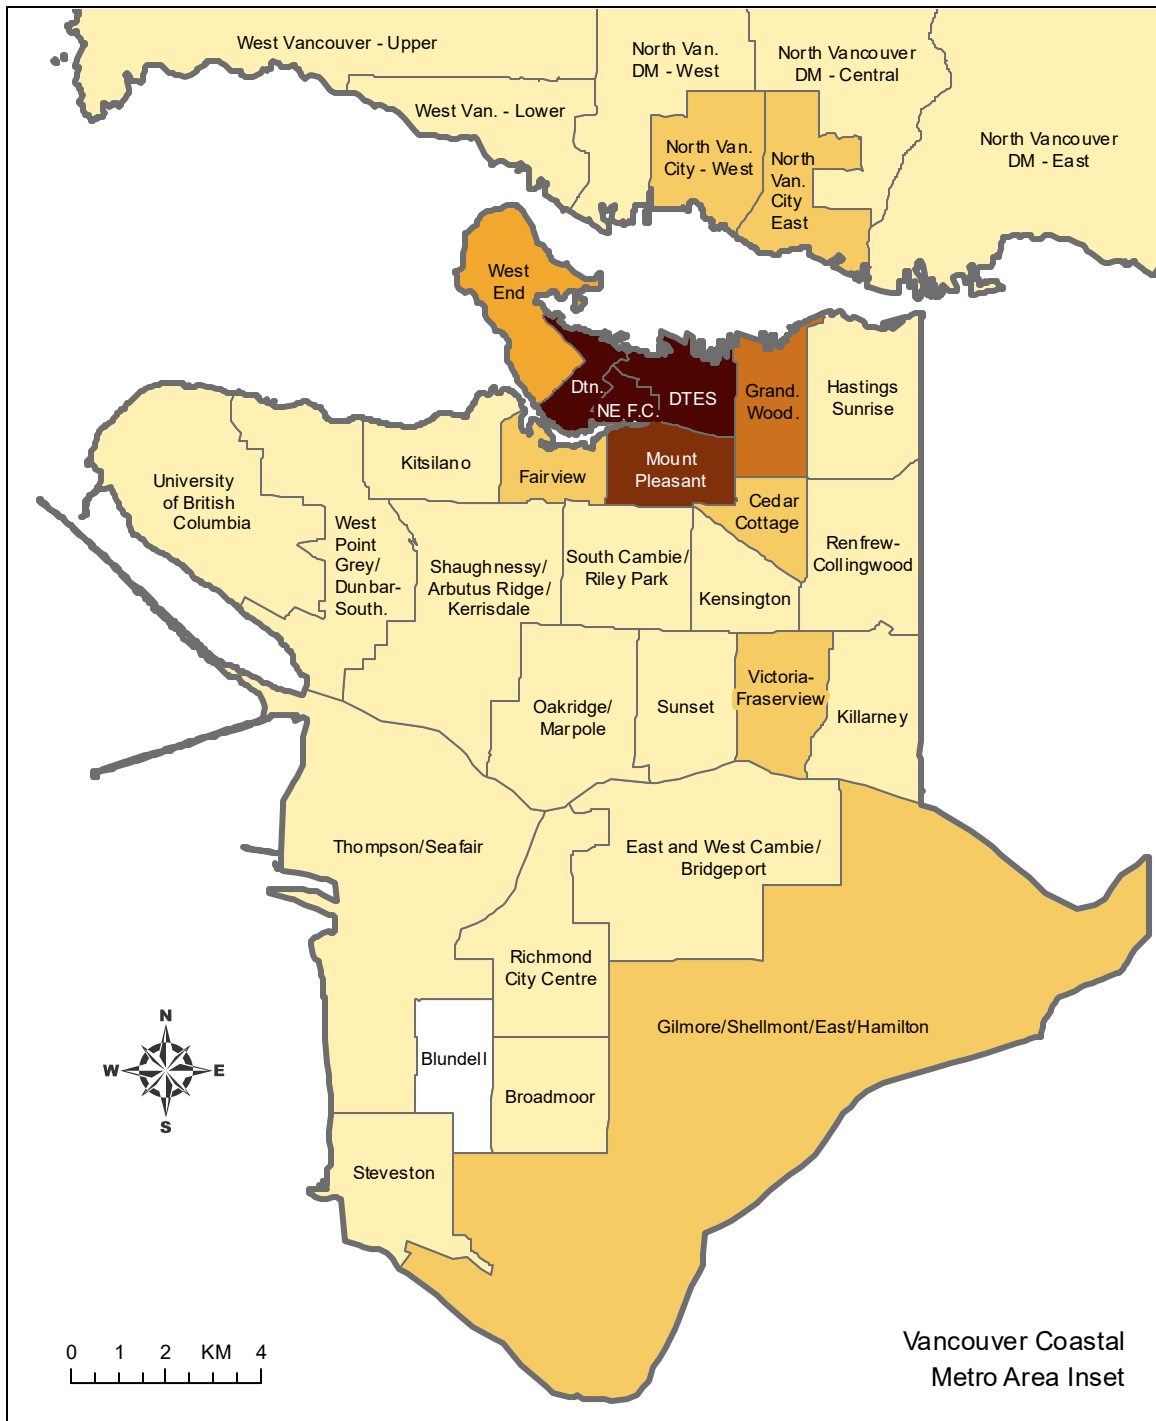 West Vancouver - Upper
West Van. - Lower
North Van.
DM - West
North Vancouver
DM - Central
North Vancouver
DM - East
North Van.
City - West
North
Van.
City
East
West
End
Dtn.
NE F.C.
DTES
Grand.
Wood.
Hastings
Sunrise
Kitsilano
Fairview
Mount
Pleasant
Cedar
Cottage
University
of British
Columbia
West
Point
Grey/
Dunbar-
South.
Shaughnessy/
Arbutus Ridge/
Kerrisdale
South Cambie/
Riley Park
Kensington
Renfrew-
Collingwood
Oakridge/
Marpole
Sunset
Victoria-
Fraserview
Killarney
Thompson/Seafair
East and West Cambie/
Bridgeport
Richmond
City Centre
Gilmore/Shellmont/East/Hamilton
Blundell
Broadmoor
Steveston
N
W E
S
0 1 2 KM 4
Vancouver Coastal
Metro Area Inset